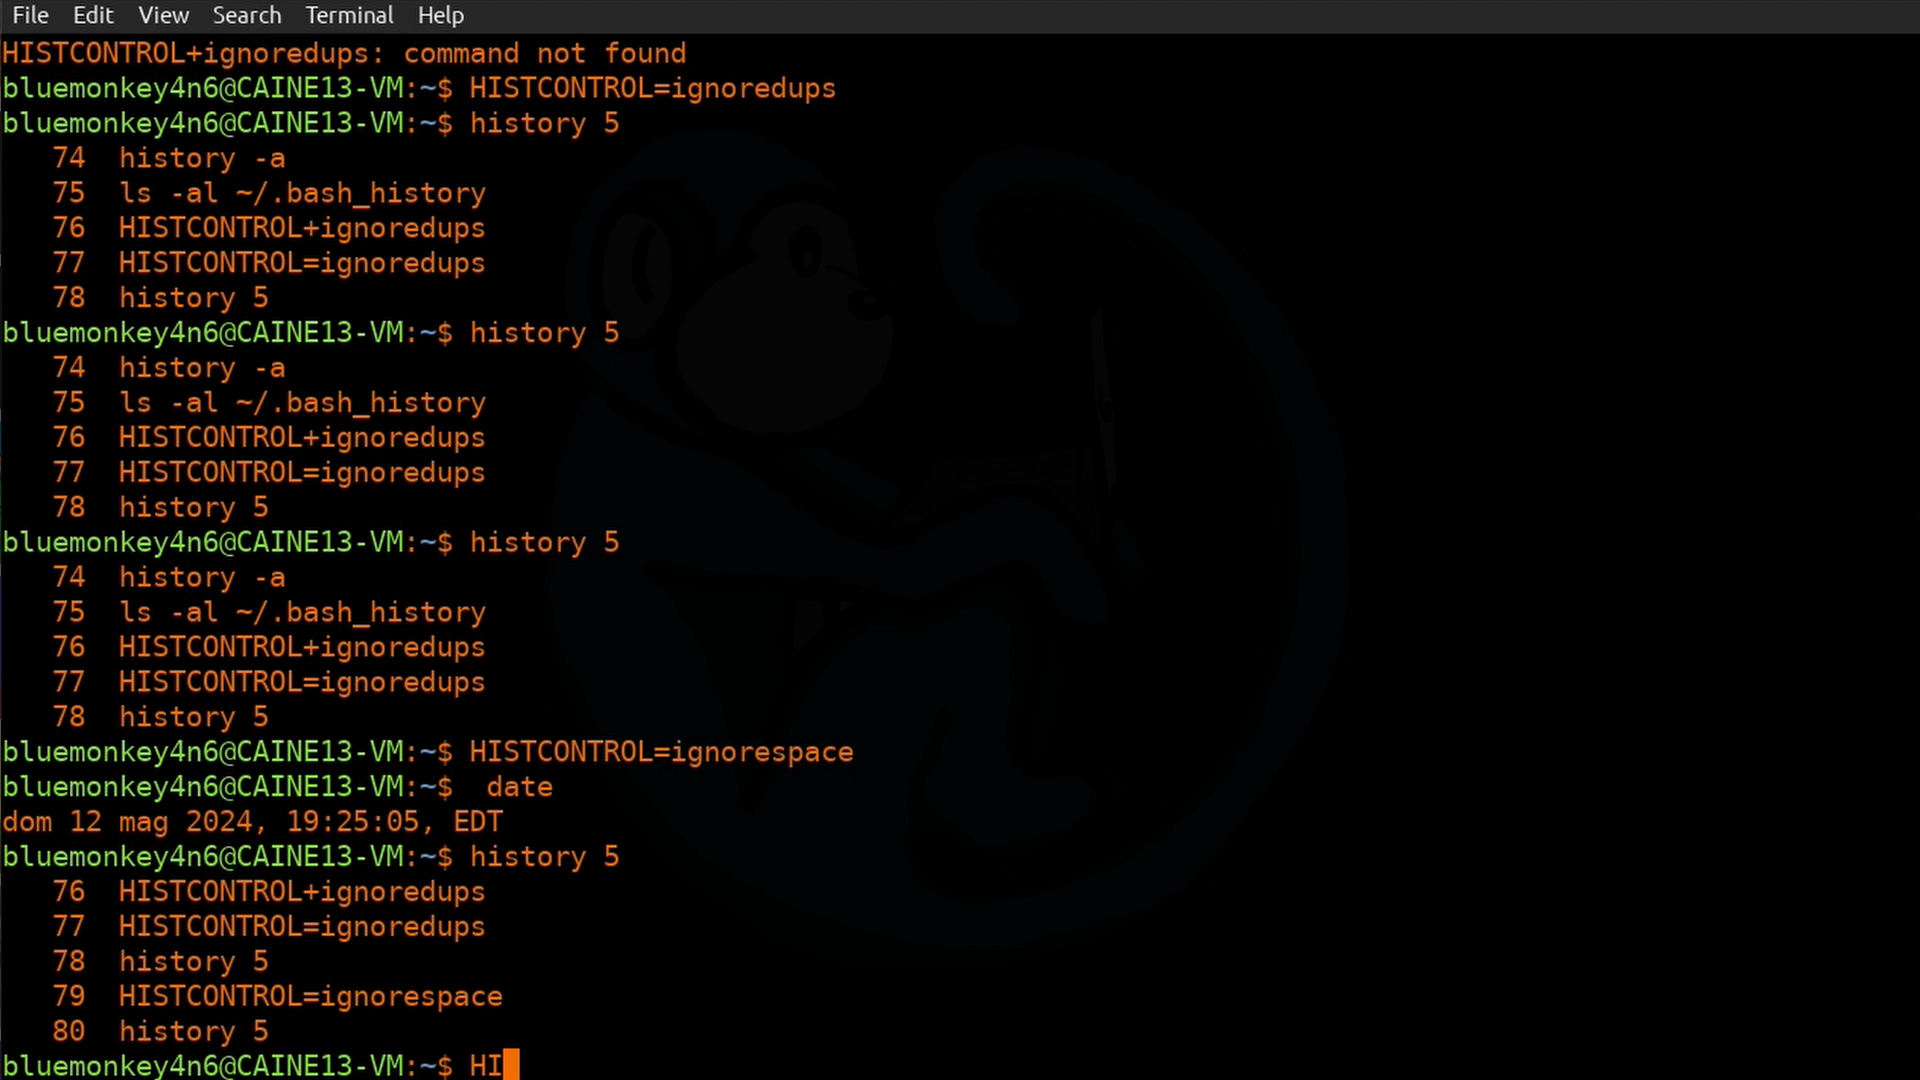 File Edit View Search Terminal Help
HISTCONTROL+ignoredups: command not found
bluemonkey4n6@CAINE13-VM:~$ HISTCONTROL=ignoredups
bluemonkey4n6@CAINE13-VM:~$ history 5
   74  history -a
   75  ls -al ~/.bash_history
   76  HISTCONTROL+ignoredups
   77  HISTCONTROL=ignoredups
   78  history 5
bluemonkey4n6@CAINE13-VM:~$ history 5
   74  history -a
   75  ls -al ~/.bash_history
   76  HISTCONTROL+ignoredups
   77  HISTCONTROL=ignoredups
   78  history 5
bluemonkey4n6@CAINE13-VM:~$ history 5
   74  history -a
   75  ls -al ~/.bash_history
   76  HISTCONTROL+ignoredups
   77  HISTCONTROL=ignoredups
   78  history 5
bluemonkey4n6@CAINE13-VM:~$ HISTCONTROL=ignorespace
bluemonkey4n6@CAINE13-VM:~$  date
dom 12 mag 2024, 19:25:05, EDT
bluemonkey4n6@CAINE13-VM:~$ history 5
   76  HISTCONTROL+ignoredups
   77  HISTCONTROL=ignoredups
   78  history 5
   79  HISTCONTROL=ignorespace
   80  history 5
bluemonkey4n6@CAINE13-VM:~$ HI